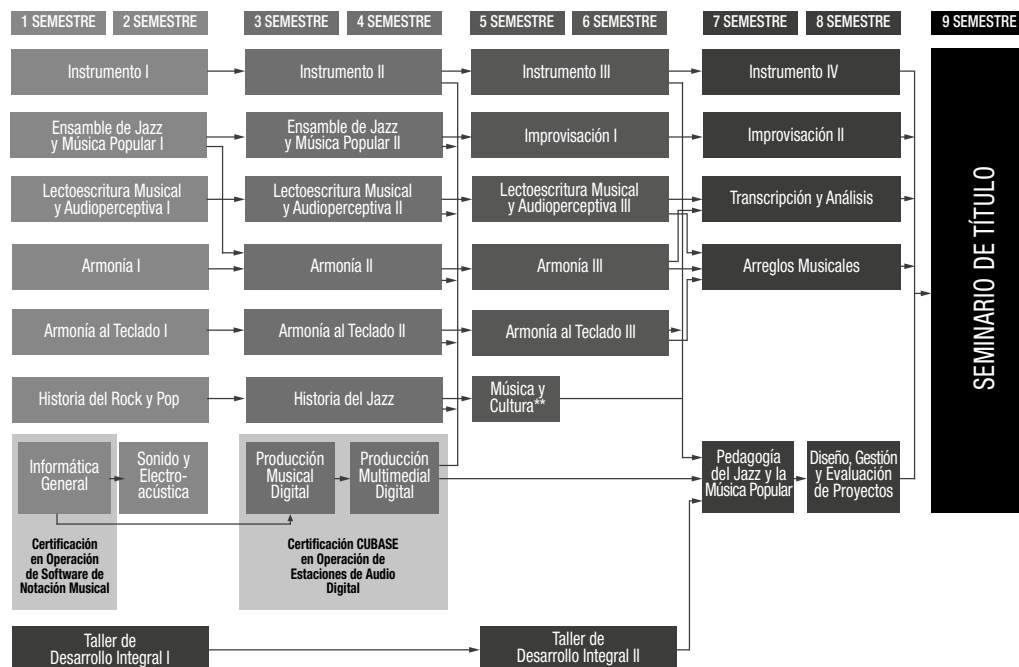 1 SEMESTRE
2 SEMESTRE
3 SEMESTRE
4 SEMESTRE
5 SEMESTRE
6 SEMESTRE
7 SEMESTRE
8 SEMESTRE
9 SEMESTRE
Instrumento I
Instrumento II
Instrumento III
Instrumento IV
Ensamble de Jazz
y Música Popular I
Ensamble de Jazz
y Música Popular II
Improvisación I
Improvisación II
Lectoescritura Musical
y Audioperceptiva I
Lectoescritura Musical
y Audioperceptiva II
Lectoescritura Musical
y Audioperceptiva III
Transcripción y Análisis
Armonía I
Armonía II
Armonía III
Arreglos Musicales
Armonía al Teclado I
Armonía al Teclado II
Armonía al Teclado III
Historia del Rock y Pop
Historia del Jazz
Música y
Cultura**
Informática
General
Sonido y
Electro-
acústica
Producción
Musical
Digital
Producción
Multimedial
Digital
Pedagogía
del Jazz y la
Música Popular
Diseño, Gestión
y Evaluación
de Proyectos
SEMINARIO DE TÍTULO
Certificación
en Operación
de Software de
Notación Musical
Certificación CUBASE
en Operación de
Estaciones de Audio
Digital
Taller de
Desarrollo Integral I
Taller de
Desarrollo Integral II